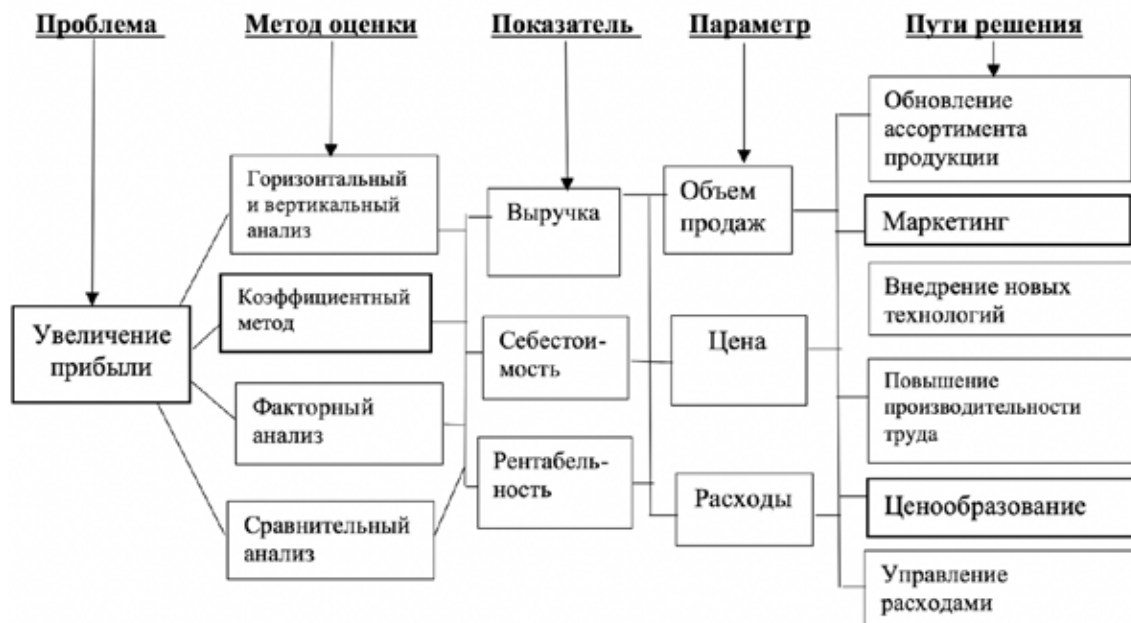 Проблема
Метод оценки
Показатель
Параметр
Пути решения
Увеличение
прибыли
Горизонтальный
и вертикальный
анализ
Коэффициентный
метод
Факторный
анализ
Сравнительный
анализ
Выручка
Себестои-
мость
Рентабель-
ность
Объем
продаж
Цена
Расходы
Обновление
ассортимента
продукции
Маркетинг
Внедрение новых
технологий
Повышение
производительности
труда
Ценообразование
Управление
расходами